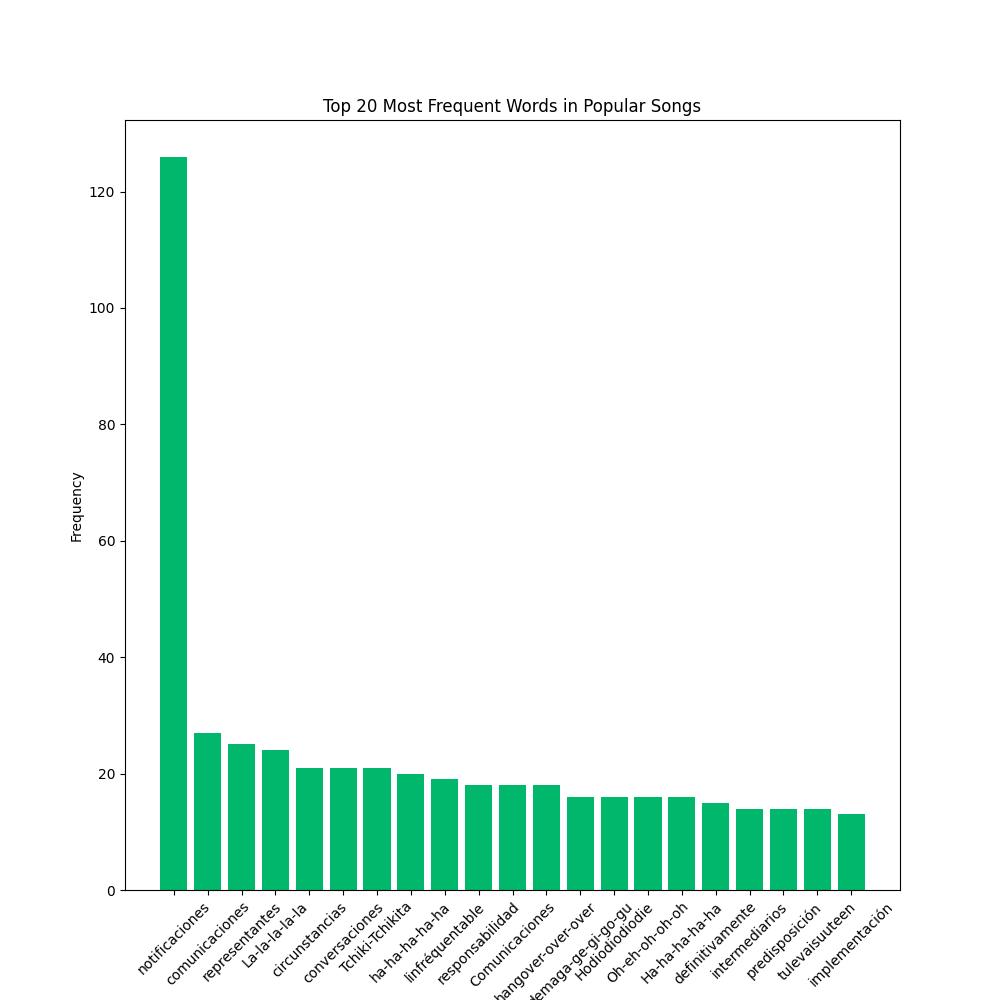 Top 20 Most Frequent Words in Popular Songs
Frequency
120
100
80
60
40
20
0
notificaciones
comunicaciones
representantes
La-la-la-la
circunstancias
conversaciones
Tchiki-Tchikita
ha-ha-ha-ha-ha
linfréquentable
responsabilidad
Comunicaciones
hangover-over-over
Hodiodiodiodie
Oh-eh-oh-oh-oh
Ha-ha-ha-ha-ha
definitivamente
intermediarios
predisposición
tulevaisuuteen
implementación